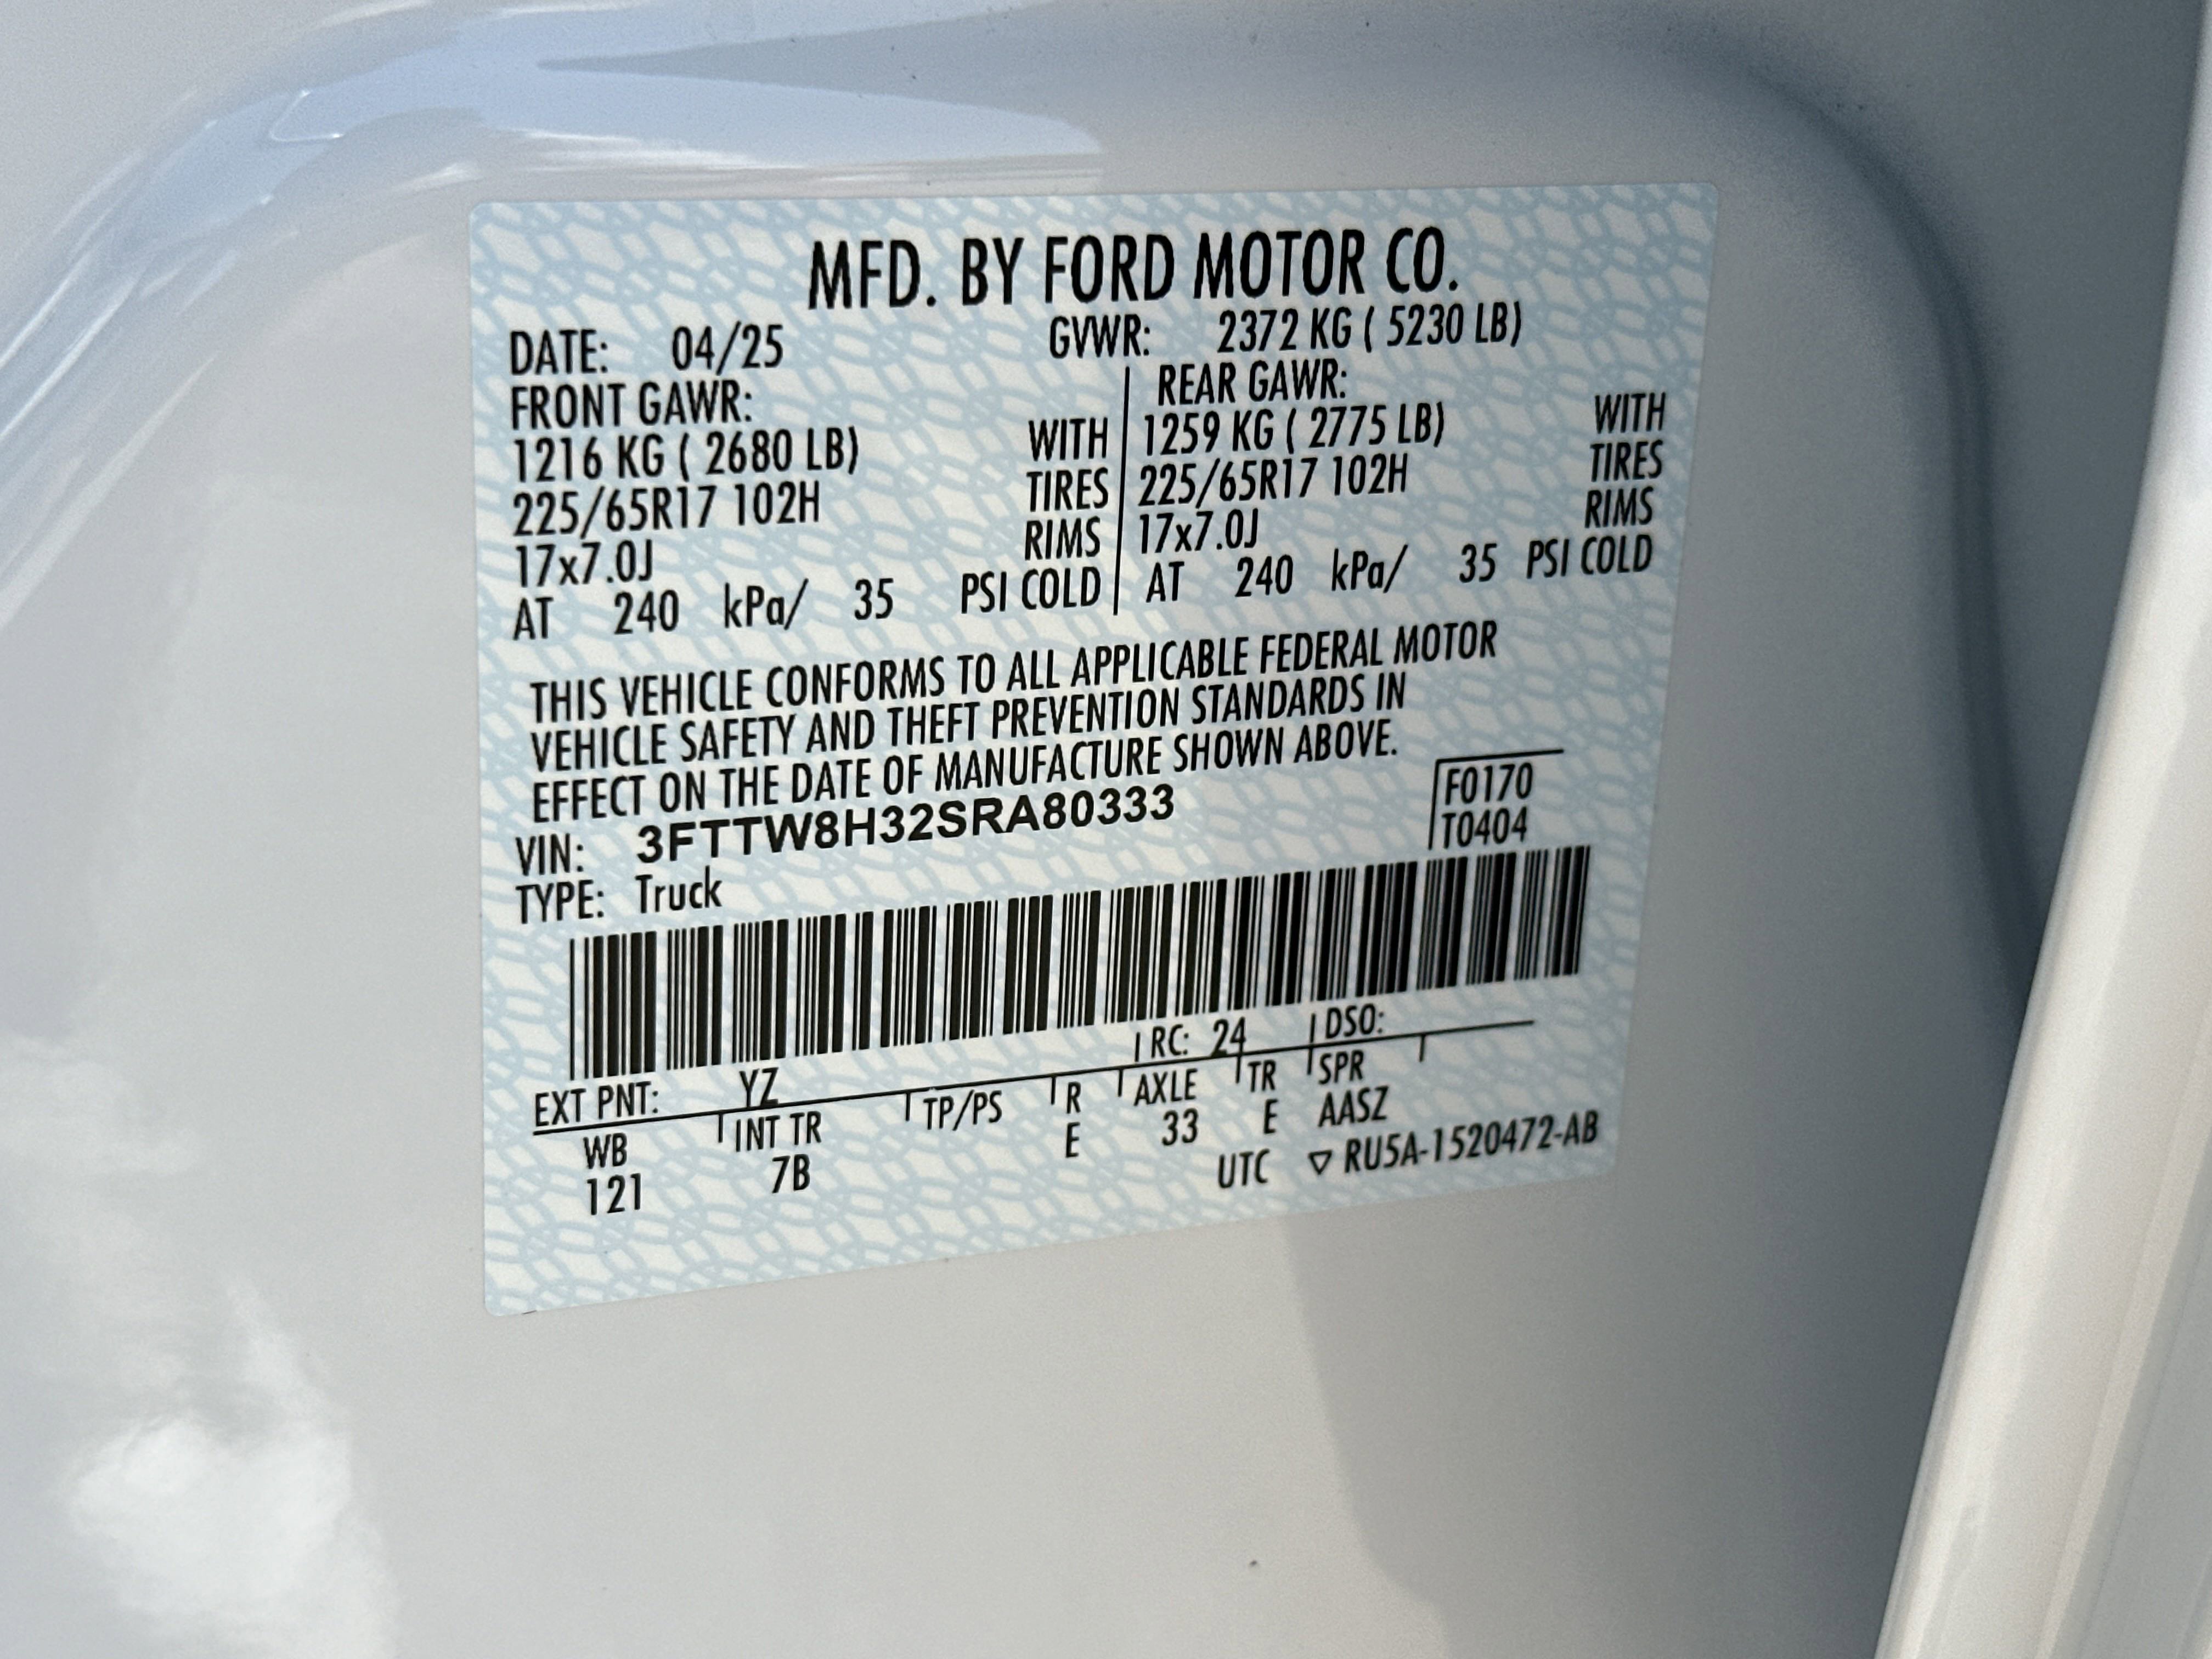 MFD. BY FORD MOTOR CO.
DATE: 04/25 GVWR: 2372 KG ( 5230 LB)
FRONT GAWR: REAR GAWR:
1216 KG ( 2680 LB) WITH 1259 KG ( 2775 LB) WITH
225/65R17 102H TIRES 225/65R17 102H TIRES
17x7.0J RIMS 17x7.0J RIMS
AT 240 kPa/ 35 PSI COLD AT 240 kPa/ 35 PSI COLD
THIS VEHICLE CONFORMS TO ALL APPLICABLE FEDERAL MOTOR
VEHICLE SAFETY AND THEFT PREVENTION STANDARDS IN
EFFECT ON THE DATE OF MANUFACTURE SHOWN ABOVE.
VIN: 3FTTW8H32SRA80333 F0170
TYPE: Truck T0404
EXT PNT: YZ RC: 24 DSO:
WB INT TR TP/PS R AXLE TR SPR
121 7B E 33 E AASZ
UTC ▽ RU5A-1520472-AB